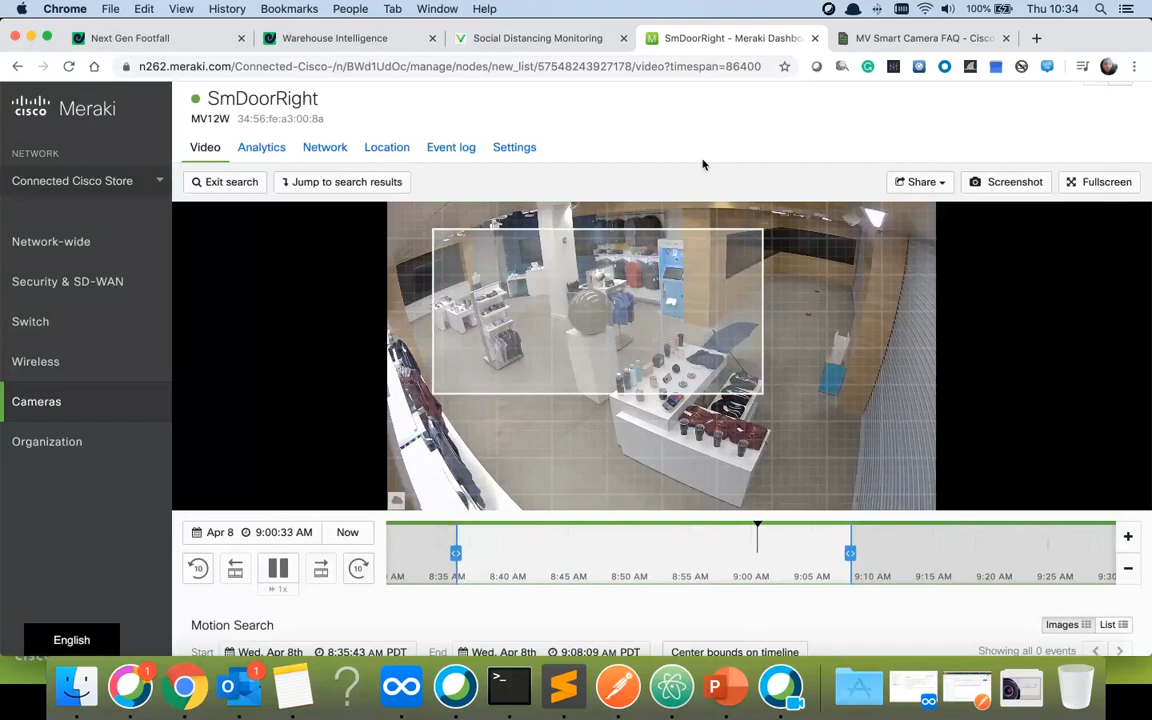 Chrome File Edit View History Bookmarks People Tab Window Help 100% Thu 10:34
Next Gen Footfall Warehouse Intelligence Social Distancing Monitoring SmDoorRight - Meraki Dashbo MV Smart Camera FAQ - Cisco
n262.meraki.com/Connected-Cisco-/n/BWd1UdOc/manage/nodes/new_list/57548243927178/video?timespan=86400
cisco Meraki
SmDoorRight
MV12W 34:56:fe:a3:00:8a
NETWORK
Connected Cisco Store
Network-wide
Security & SD-WAN
Switch
Wireless
Cameras
Organization
Video Analytics Network Location Event log Settings
Exit search Jump to search results Share Screenshot Fullscreen
Apr 8 9:00:33 AM Now
10 10
1x
AM 8:35 AM 8:40 AM 8:45 AM 8:50 AM 8:55 AM 9:00 AM 9:05 AM 9:10 AM 9:15 AM 9:20 AM 9:25 AM 9:30
Motion Search Images List
Start Wed, Apr 8th 8:35:43 AM PDT End Wed, Apr 8th 9:08:09 AM PDT Center bounds on timeline Showing all 0 events
English
1 1